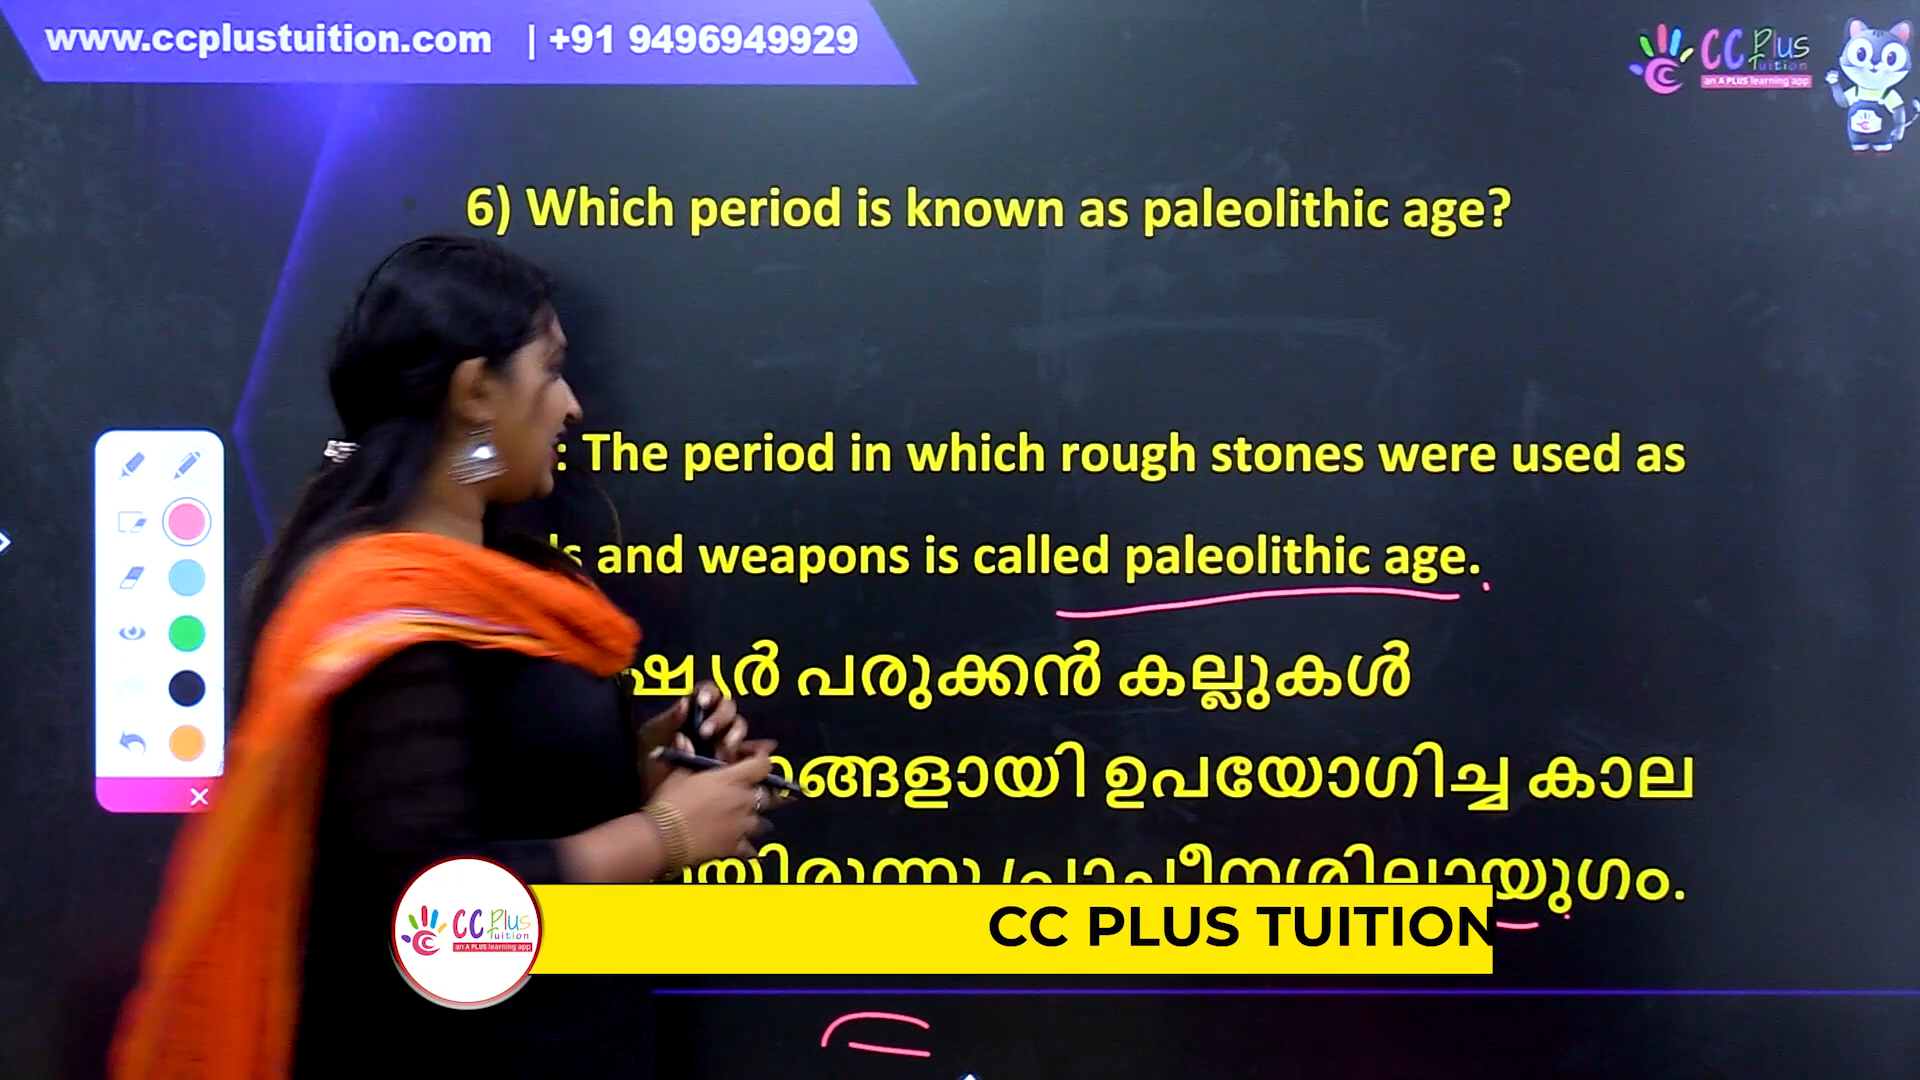 www.ccplustuition.com | +91 9496949929
CC Plus
Tuition
an A PLUS learning app
6) Which period is known as paleolithic age?
: The period in which rough stones were used as
and weapons is called paleolithic age.
പരുക്കൻ കല്ലുകൾ
ഉപയോഗിച്ച കാല
പ്രാചീനശിലായുഗം.
CC Plus
Tuition
an A PLUS learning app
CC PLUS TUITION